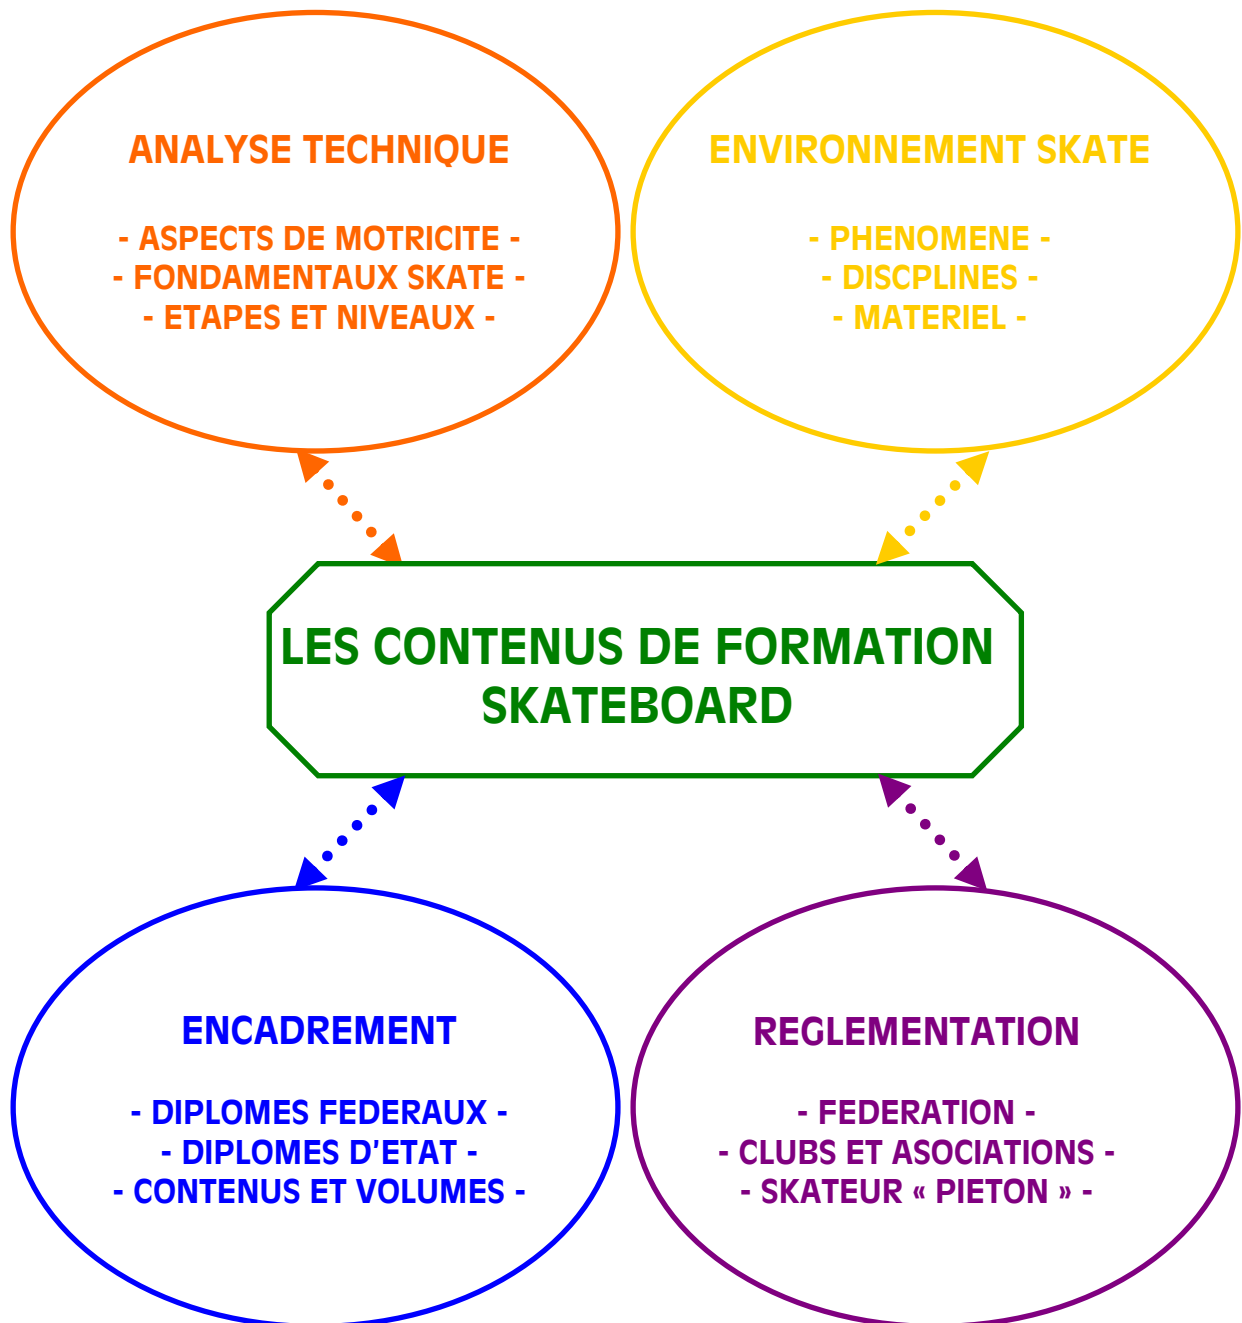 ANALYSE TECHNIQUE
- ASPECTS DE MOTRICITE -
- FONDAMENTAUX SKATE -
- ETAPES ET NIVEAUX -
ENVIRONNEMENT SKATE
- PHENOMENE -
- DISCPLINES -
- MATERIEL -
LES CONTENUS DE FORMATION
SKATEBOARD
ENCADREMENT
- DIPLOMES FEDERAUX -
- DIPLOMES D'ETAT -
- CONTENUS ET VOLUMES -
REGLEMENTATION
- FEDERATION -
- CLUBS ET ASOCIATIONS -
- SKATEUR « PIETON » -